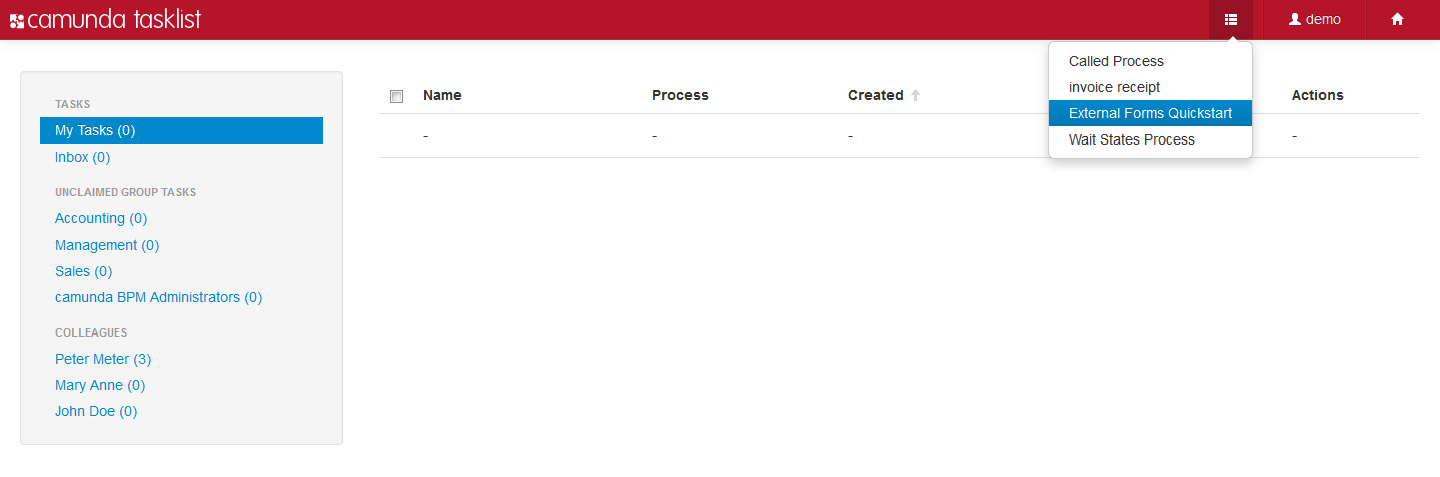 camunda tasklist
demo
Called Process
invoice receipt
External Forms Quickstart
Wait States Process
TASKS
My Tasks (0)
Inbox (0)
UNCLAIMED GROUP TASKS
Accounting (0)
Management (0)
Sales (0)
camunda BPM Administrators (0)
COLLEAGUES
Peter Meter (3)
Mary Anne (0)
John Doe (0)
Name Process Created Actions
- - - -